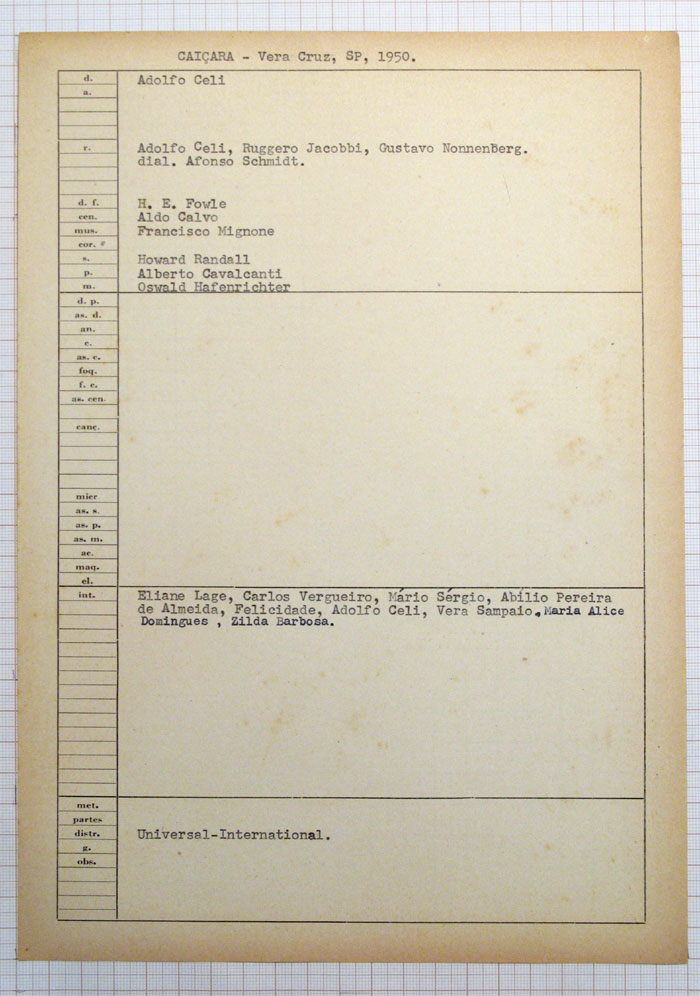 CAIÇARA - Vera Cruz, SP, 1950.
d. Adolfo Celi
a.
r. Adolfo Celi, Ruggero Jacobbi, Gustavo Nonnenberg.
dial. Afonso Schmidt.
d. f. H. E. Fowle
cen. Aldo Calvo
mus. Francisco Mignone
cor. e
s. Howard Randall
p. Alberto Cavalcanti
m. Oswald Hafenrichter
d. p.
as. d.
an.
c.
as. c.
foq.
f. c.
as. cen.
canç.
micr
as. s.
as. p.
as. m.
ac.
maq.
el.
int. Eliane Lage, Carlos Vergueiro, Mário Sérgio, Abílio Pereira
de Almeida, Felicidade, Adolfo Celi, Vera Sampaio, Maria Alice
Domingues , Zilda Barbosa.
met.
partes
distr. Universal-International.
g.
obs.